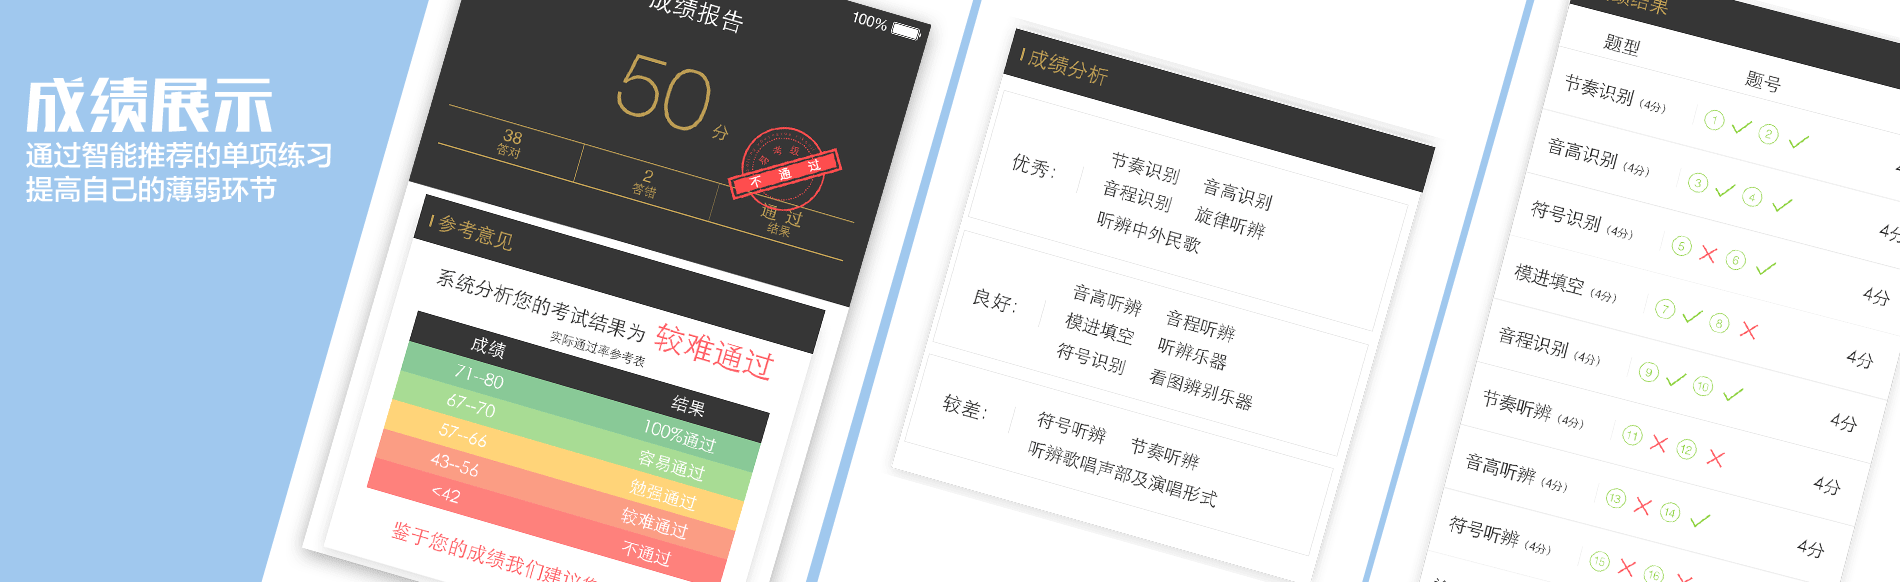 成绩展示
通过智能推荐的单项练习
提高自己的薄弱环节
成绩报告
100%
50分
38
答对
2
答错
通过
结果
考级
不通过
参考意见
系统分析您的考试结果为 较难通过
实际通过率参考表
成绩 结果
71--80 100%通过
67--70 容易通过
57--66 勉强通过
43--56 较难通过
<42 不通过
鉴于您的成绩我们建议
成绩分析
优秀: 节奏识别 音高识别
音程识别 旋律听辨
听辨中外民歌
良好: 音高听辨 音程听辨
模进填空 听辨乐器
符号识别 看图辨别乐器
较差: 符号听辨 节奏听辨
听辨歌唱声部及演唱形式
绩结果
题型 题号
节奏识别 (4分) 1 2
音高识别 (4分) 3 4 4分
符号识别 (4分) 5 6 4分
模进填空 (4分) 7 8 4分
音程识别 (4分) 9 10 4分
节奏听辨 (4分) 11 12 4分
音高听辨 (4分) 13 14 4分
符号听辨 (4分) 15 16